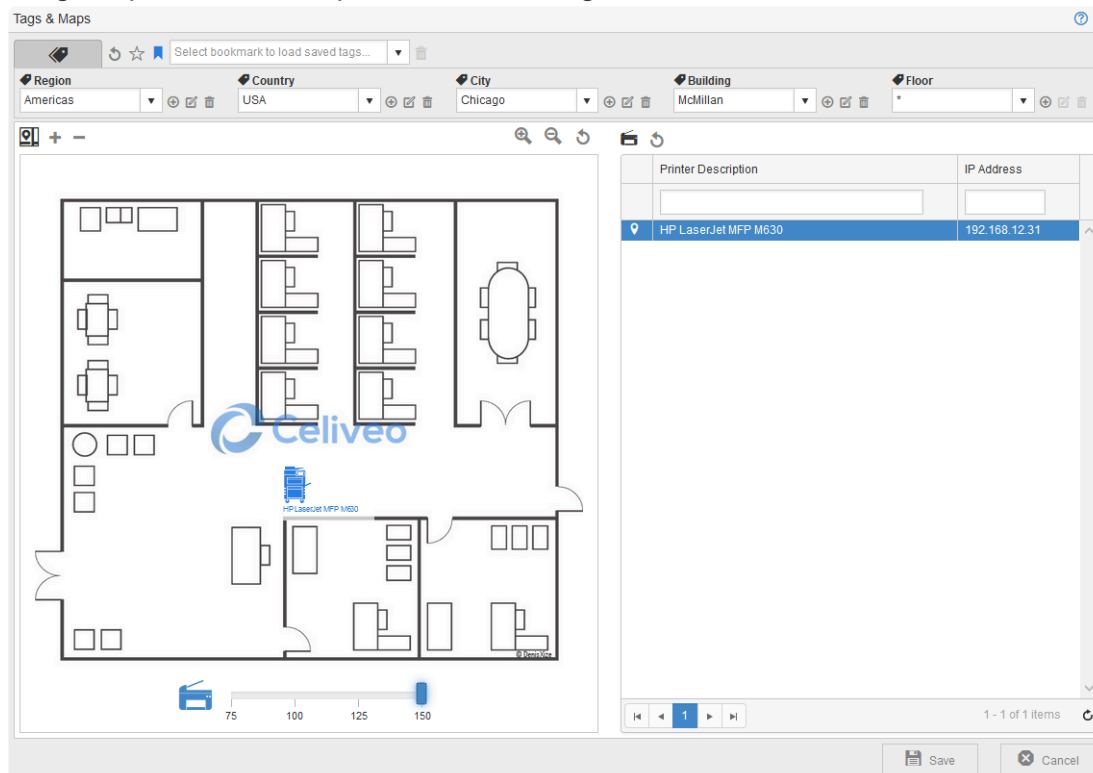 Tags & Maps
Select bookmark to load saved tags...
Region Country City Building Floor
Americas USA Chicago McMillan *
Printer Description IP Address
HP LaserJet MFP M630 192.168.12.31
Celiveo
HP LaserJet MFP M630
© Denis Xize
75 100 125 150
1 1 - 1 of 1 items
Save Cancel